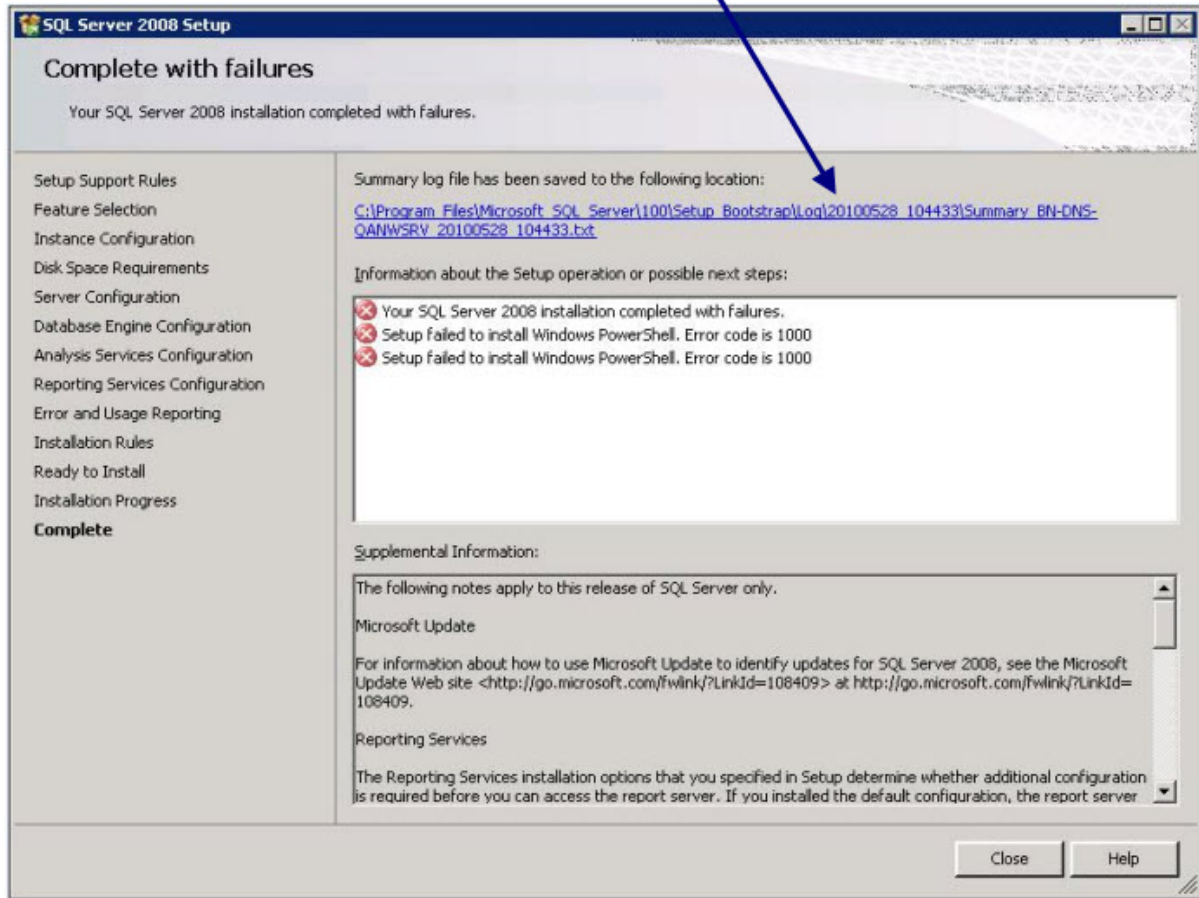 SQL Server 2008 Setup
Complete with failures
Your SQL Server 2008 installation completed with failures.
Setup Support Rules
Feature Selection
Instance Configuration
Disk Space Requirements
Server Configuration
Database Engine Configuration
Analysis Services Configuration
Reporting Services Configuration
Error and Usage Reporting
Installation Rules
Ready to Install
Installation Progress
Complete
Summary log file has been saved to the following location:
C:\Program Files\Microsoft SQL Server\100\Setup Bootstrap\Log\20100528_104433\Summary_BN-DNS-
QANWSRV_20100528_104433.txt
Information about the Setup operation or possible next steps:
Your SQL Server 2008 installation completed with failures.
Setup failed to install Windows PowerShell. Error code is 1000
Setup failed to install Windows PowerShell. Error code is 1000
Supplemental Information:
The following notes apply to this release of SQL Server only.
Microsoft Update
For information about how to use Microsoft Update to identify updates for SQL Server 2008, see the Microsoft
Update Web site <http://go.microsoft.com/fwlink/?LinkId=108409> at http://go.microsoft.com/fwlink/?LinkId=
108409.
Reporting Services
The Reporting Services installation options that you specified in Setup determine whether additional configuration
is required before you can access the report server. If you installed the default configuration, the report server
Close
Help